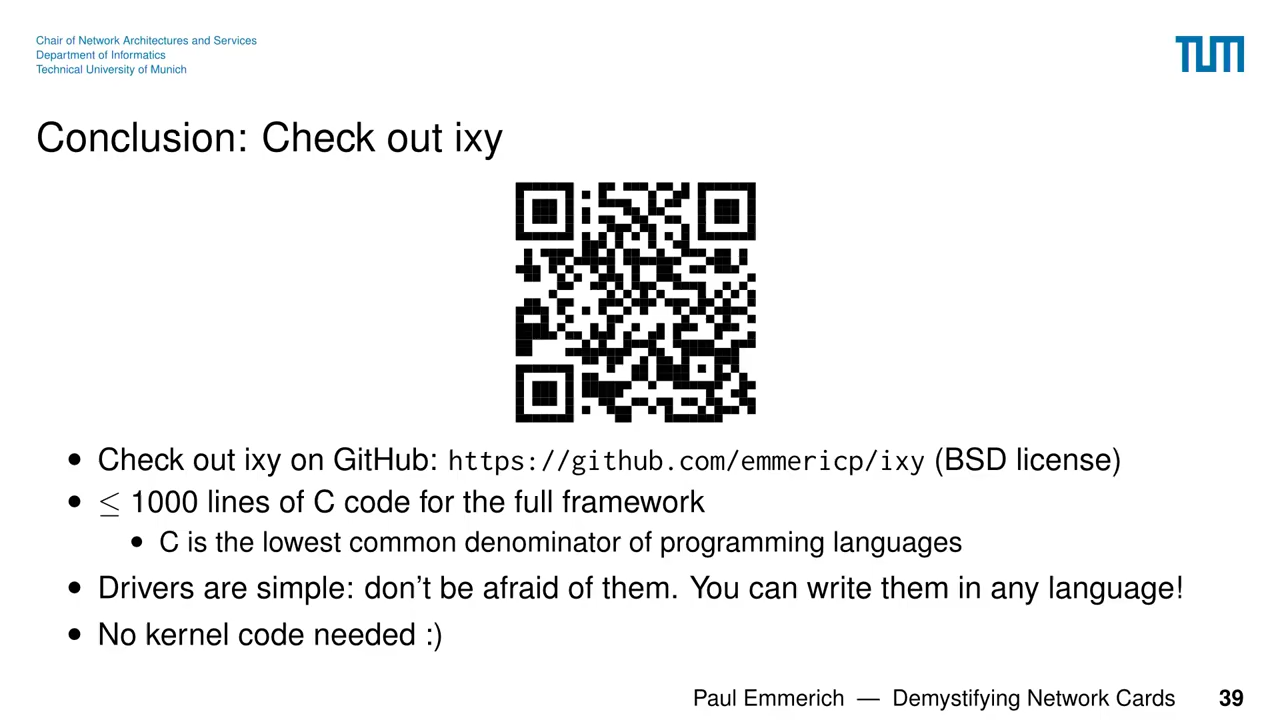 Chair of Network Architectures and Services
Department of Informatics
Technical University of Munich
TUM
Conclusion: Check out ixy
• Check out ixy on GitHub: https://github.com/emmericp/ixy (BSD license)
• ≤ 1000 lines of C code for the full framework
• C is the lowest common denominator of programming languages
• Drivers are simple: don't be afraid of them. You can write them in any language!
• No kernel code needed :)
Paul Emmerich — Demystifying Network Cards 39